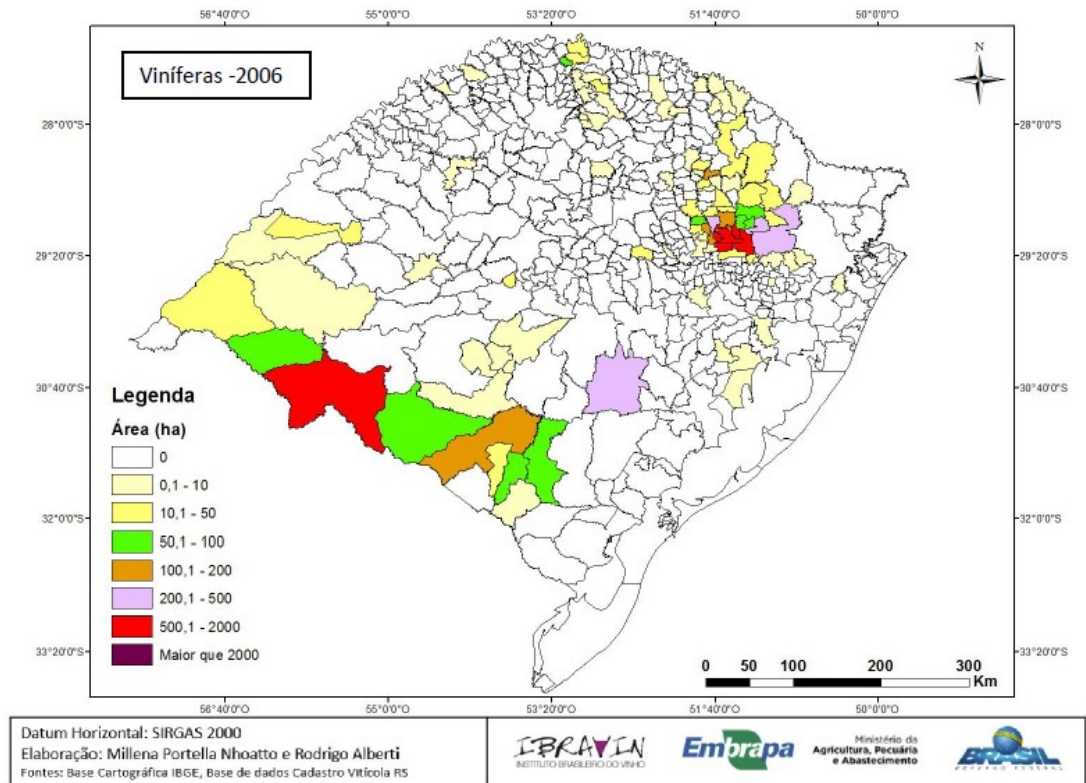 56°40'0"O 55°0'0"O 53°20'0"O 51°40'0"O 50°0'0"O
Viníferas -2006
N
28°0'0"S 28°0'0"S
29°20'0"S 29°20'0"S
30°40'0"S 30°40'0"S
32°0'0"S 32°0'0"S
33°20'0"S 33°20'0"S
Legenda
Área (ha)
0
0,1 - 10
10,1 - 50
50,1 - 100
100,1 - 200
200,1 - 500
500,1 - 2000
Maior que 2000
0 50 100 200 300
Km
56°40'0"O 55°0'0"O 53°20'0"O 51°40'0"O 50°0'0"O
Datum Horizontal: SIRGAS 2000
Elaboração: Millena Portella Nhoatto e Rodrigo Alberti
Fontes: Base Cartográfica IBGE, Base de dados Cadastro Vitícola RS
IBRAVIN
INSTITUTO BRASILEIRO DO VINHO
Embrapa
Ministério da
Agricultura, Pecuária
e Abastecimento
BRASIL
GOVERNO FEDERAL